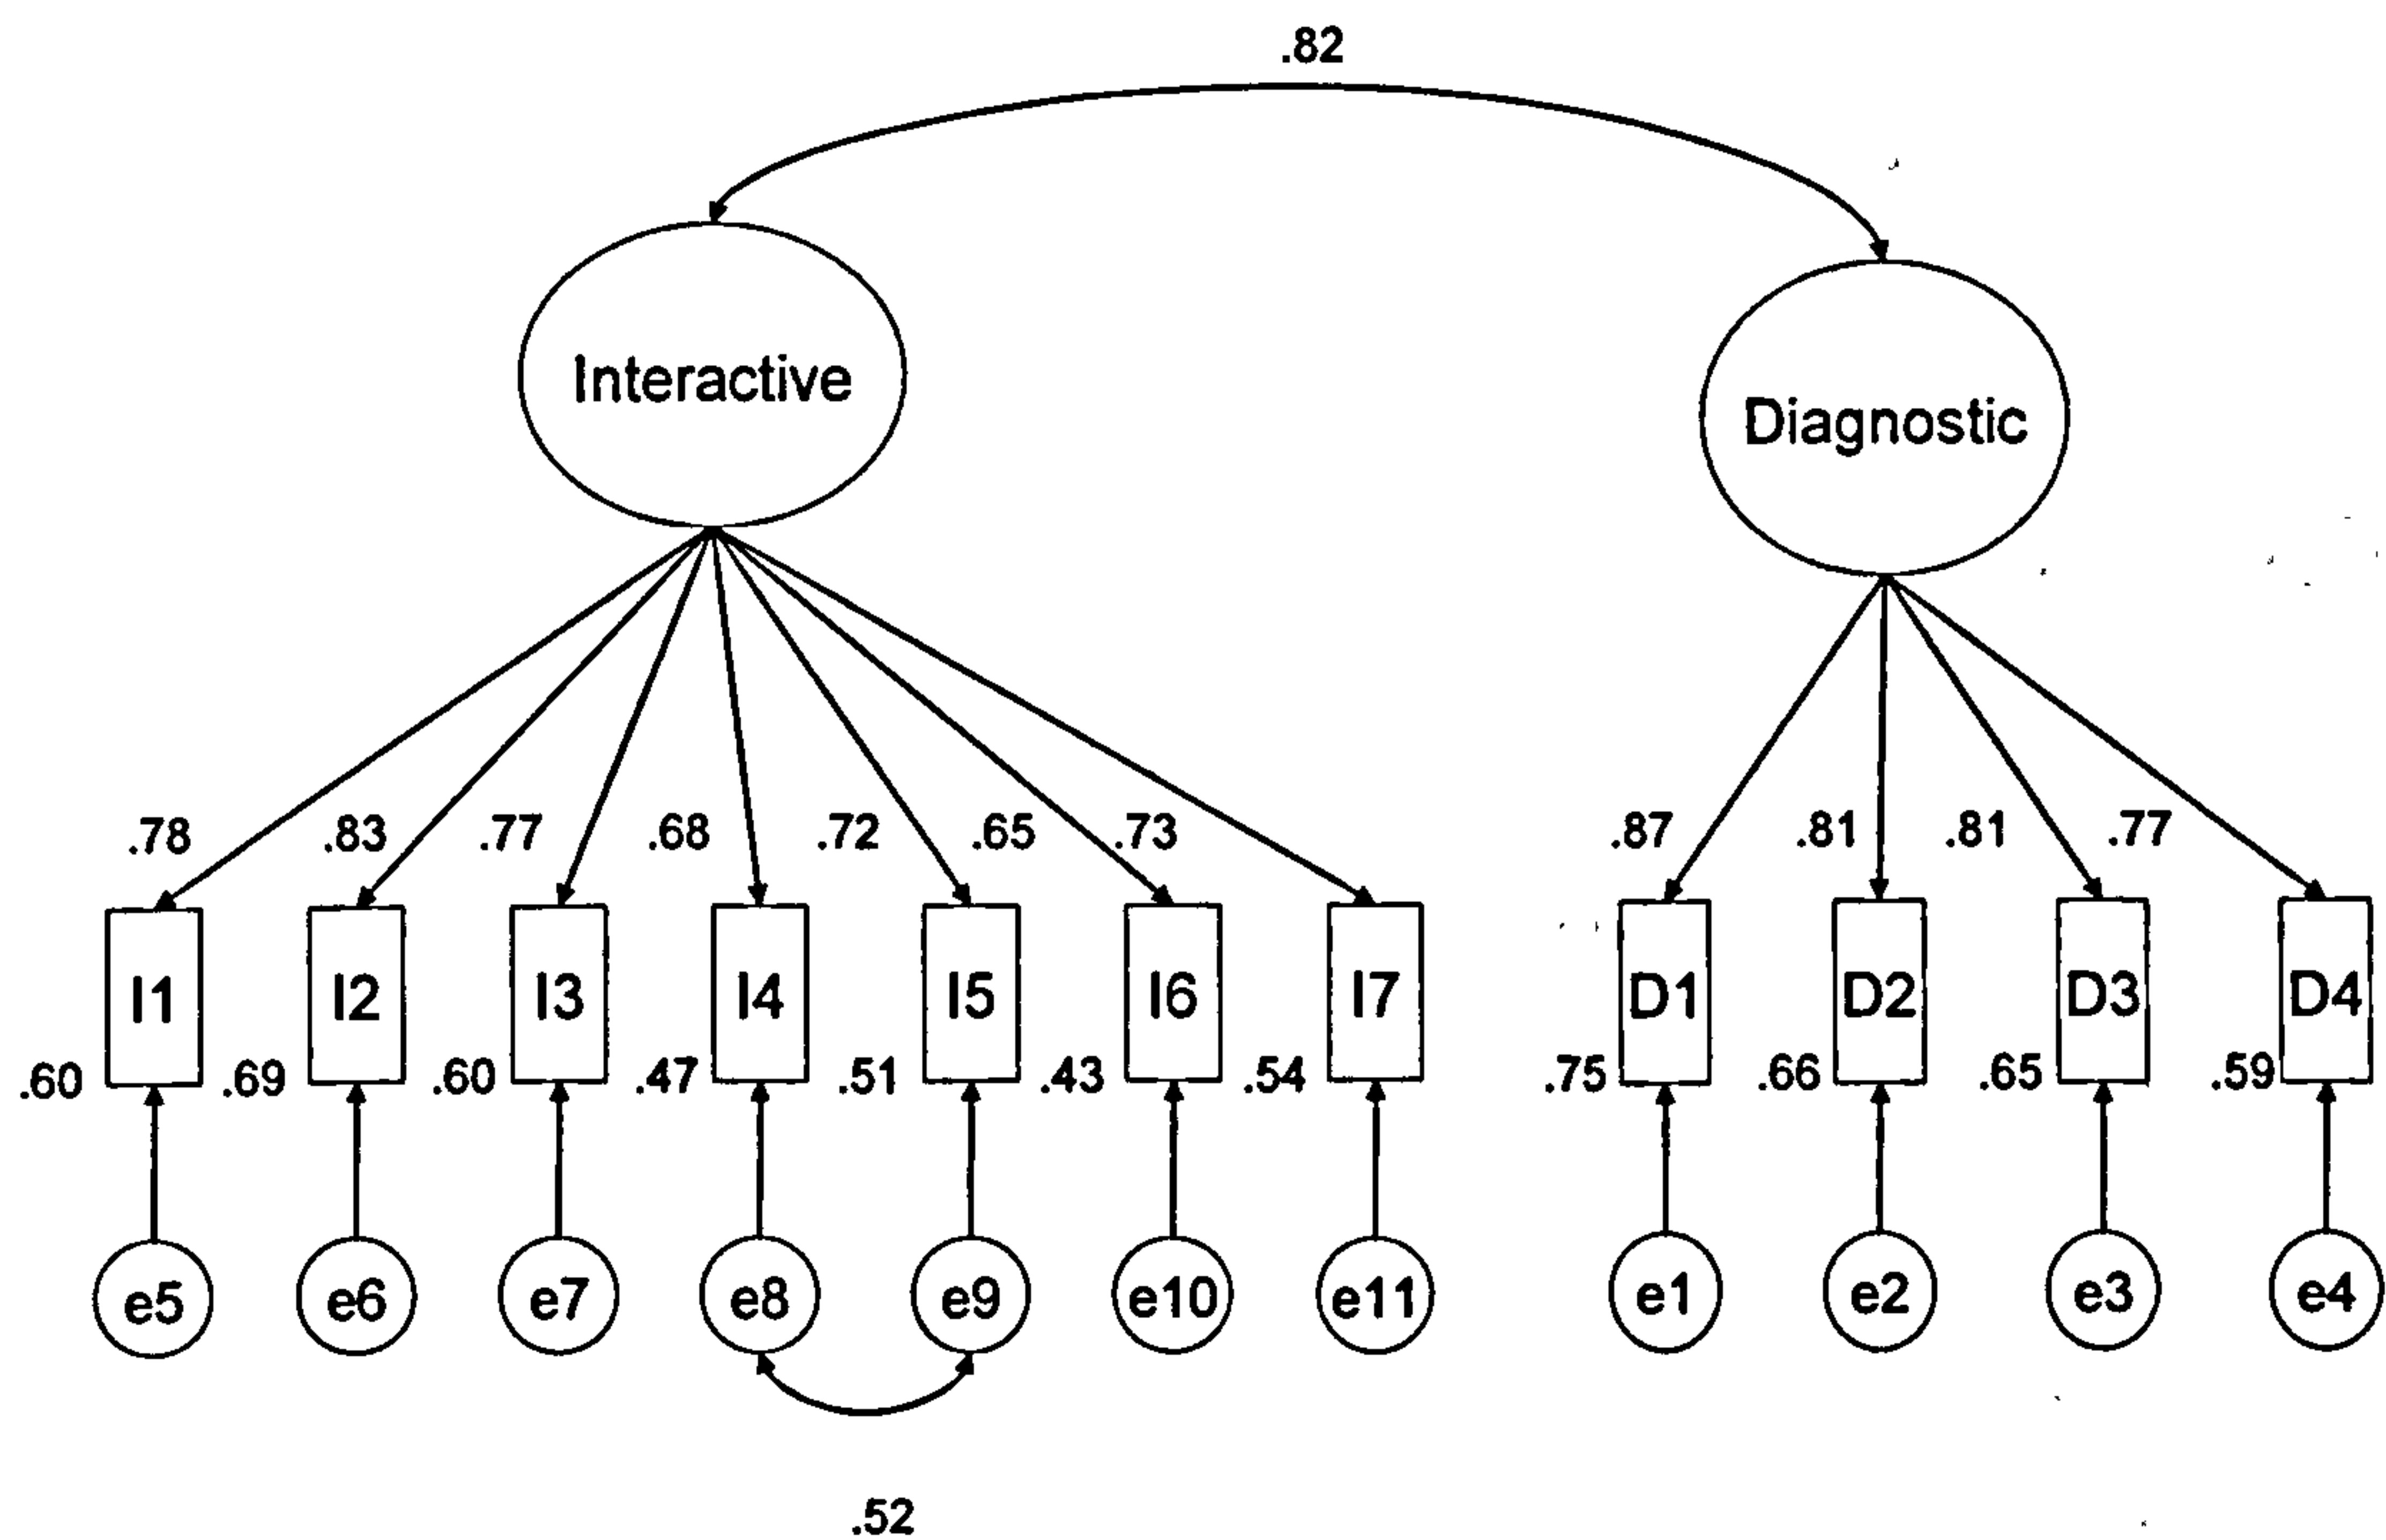 .82
Interactive
Diagnostic
.78 .83 .77 .68 .72 .65 .73 .87 .81 .81 .77
I1 I2 I3 I4 I5 I6 I7 D1 D2 D3 D4
.60 .69 .60 .47 .51 .43 .54 .75 .66 .65 .59
e5 e6 e7 e8 e9 e10 e11 e1 e2 e3 e4
.52